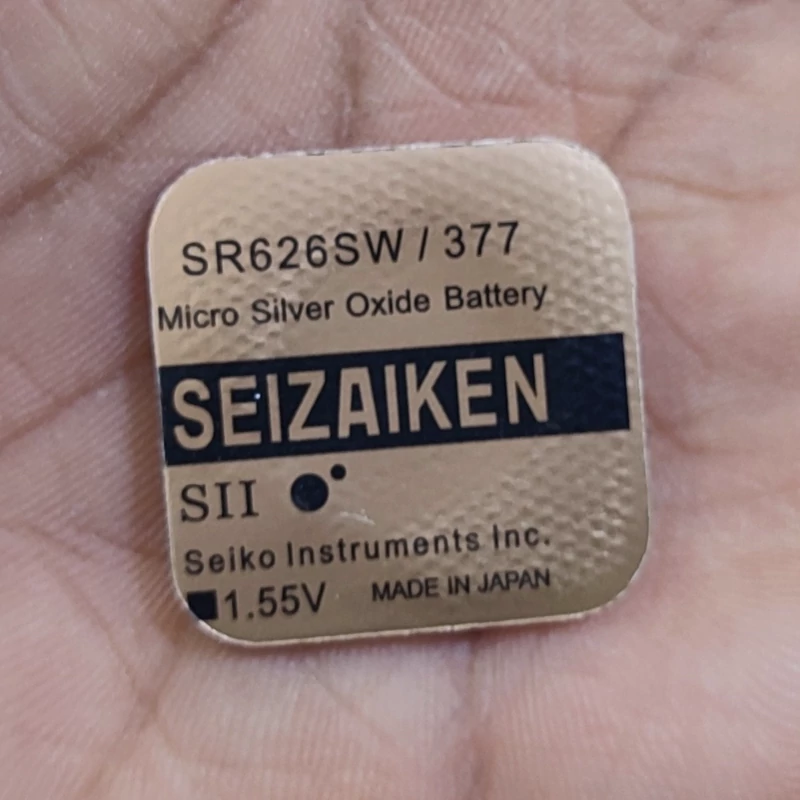 SR626SW / 377
Micro Silver Oxide Battery
SEIZAIKEN
SII
Seiko Instruments Inc.
1.55V MADE IN JAPAN